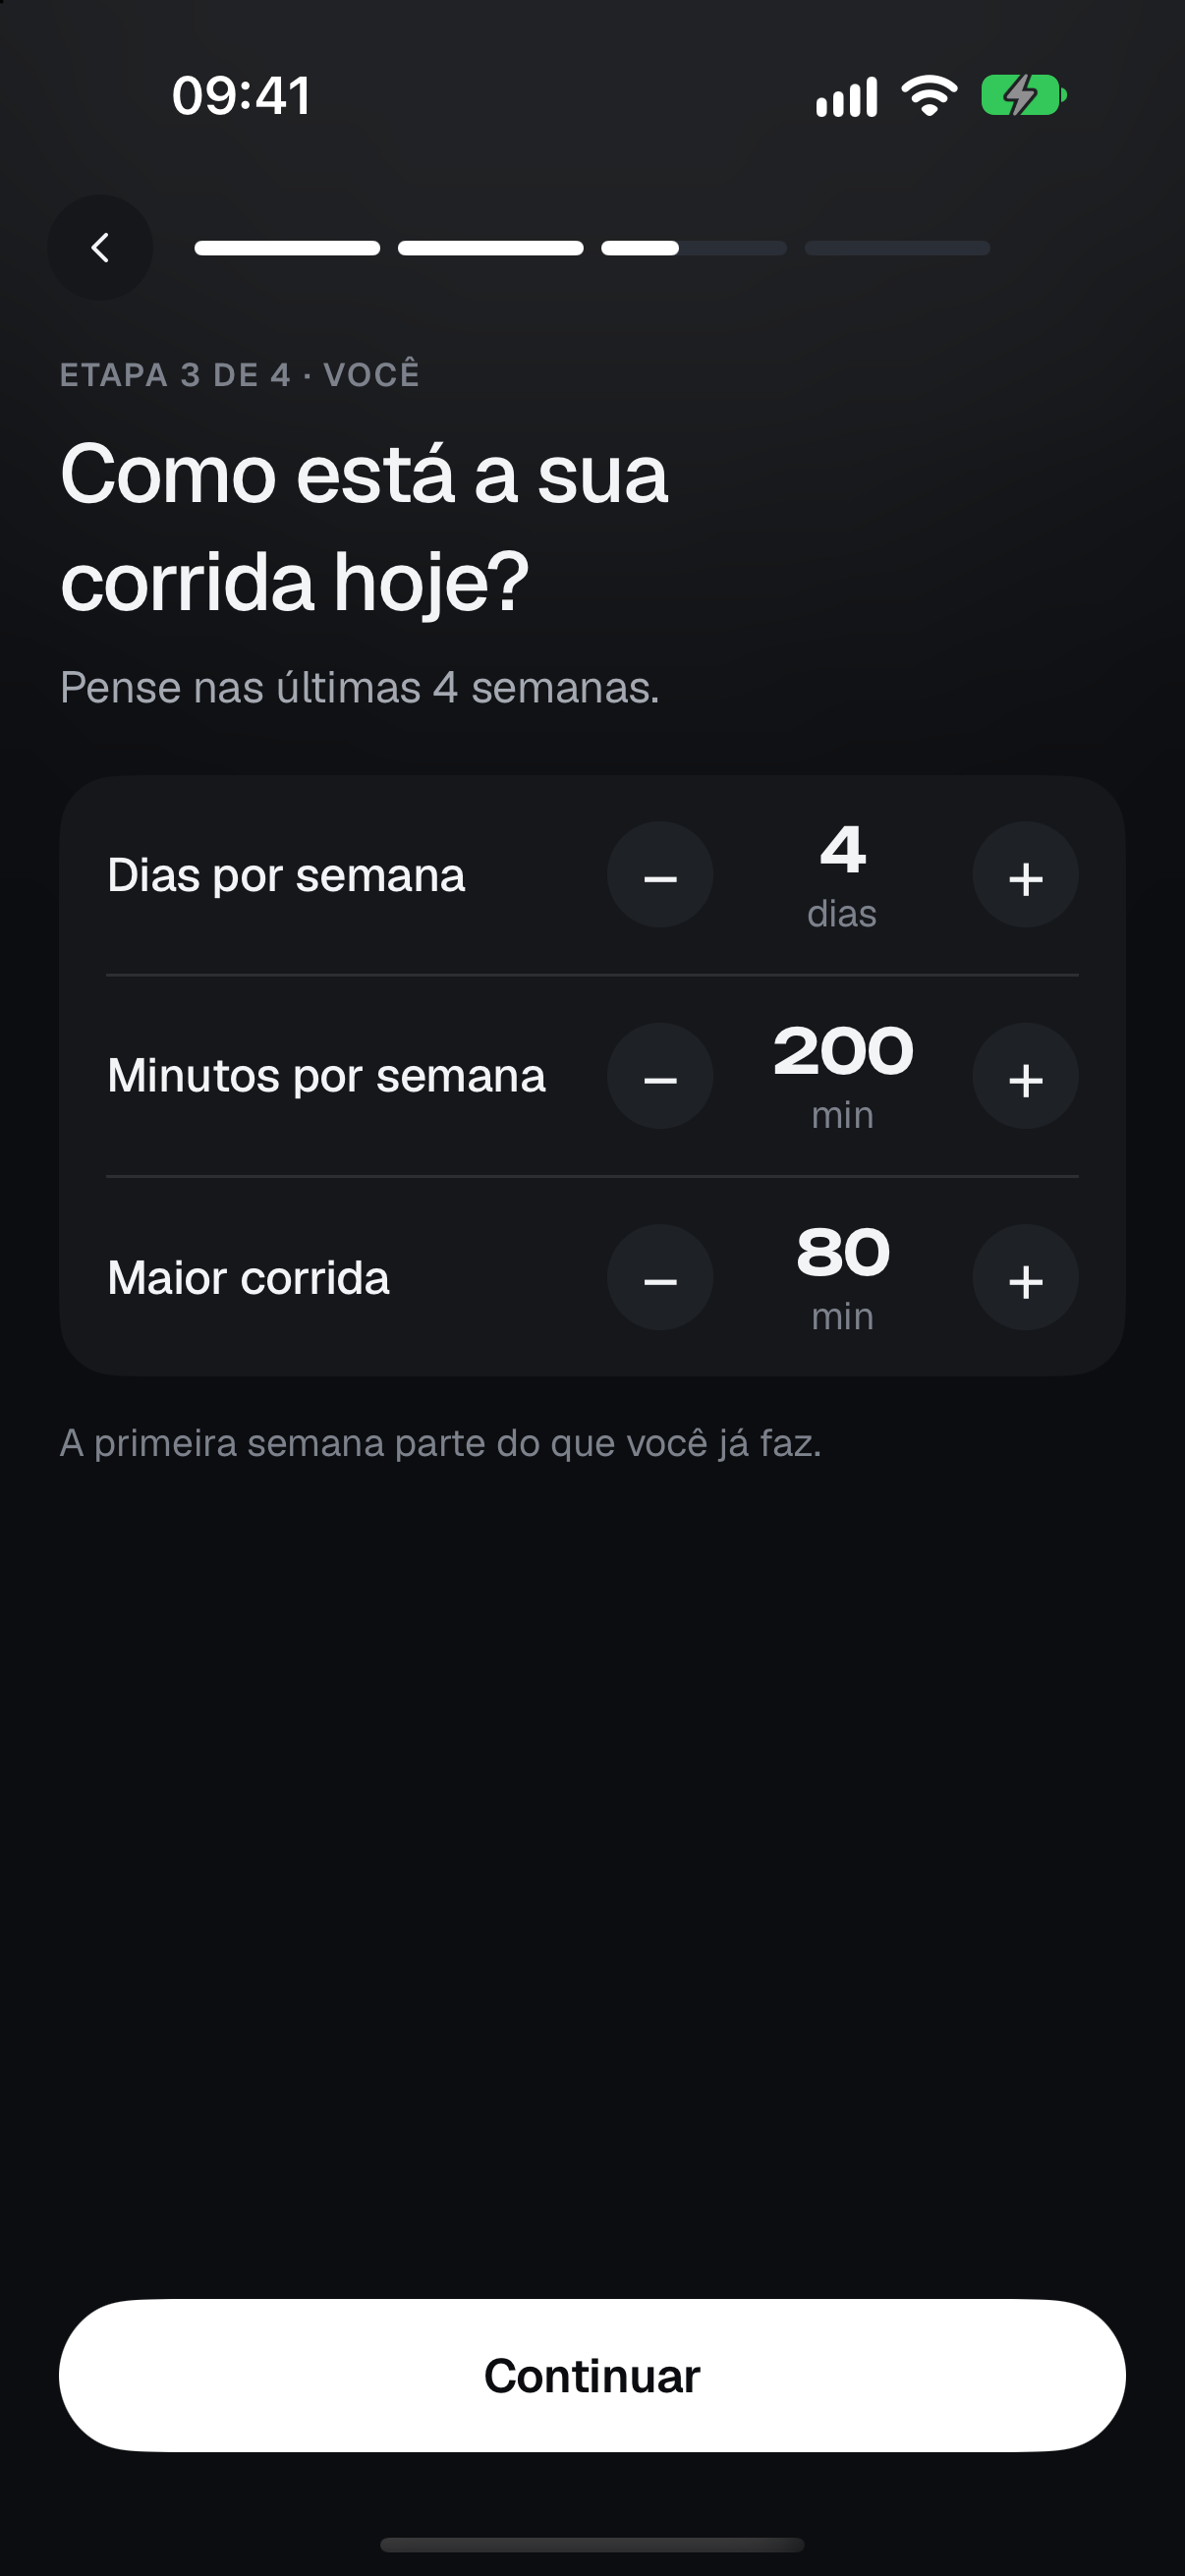 09:41
ETAPA 3 DE 4 · VOCÊ
Como está a sua
corrida hoje?
Pense nas últimas 4 semanas.
Dias por semana
−
4
dias
+
Minutos por semana
−
200
min
+
Maior corrida
−
80
min
+
A primeira semana parte do que você já faz.
Continuar